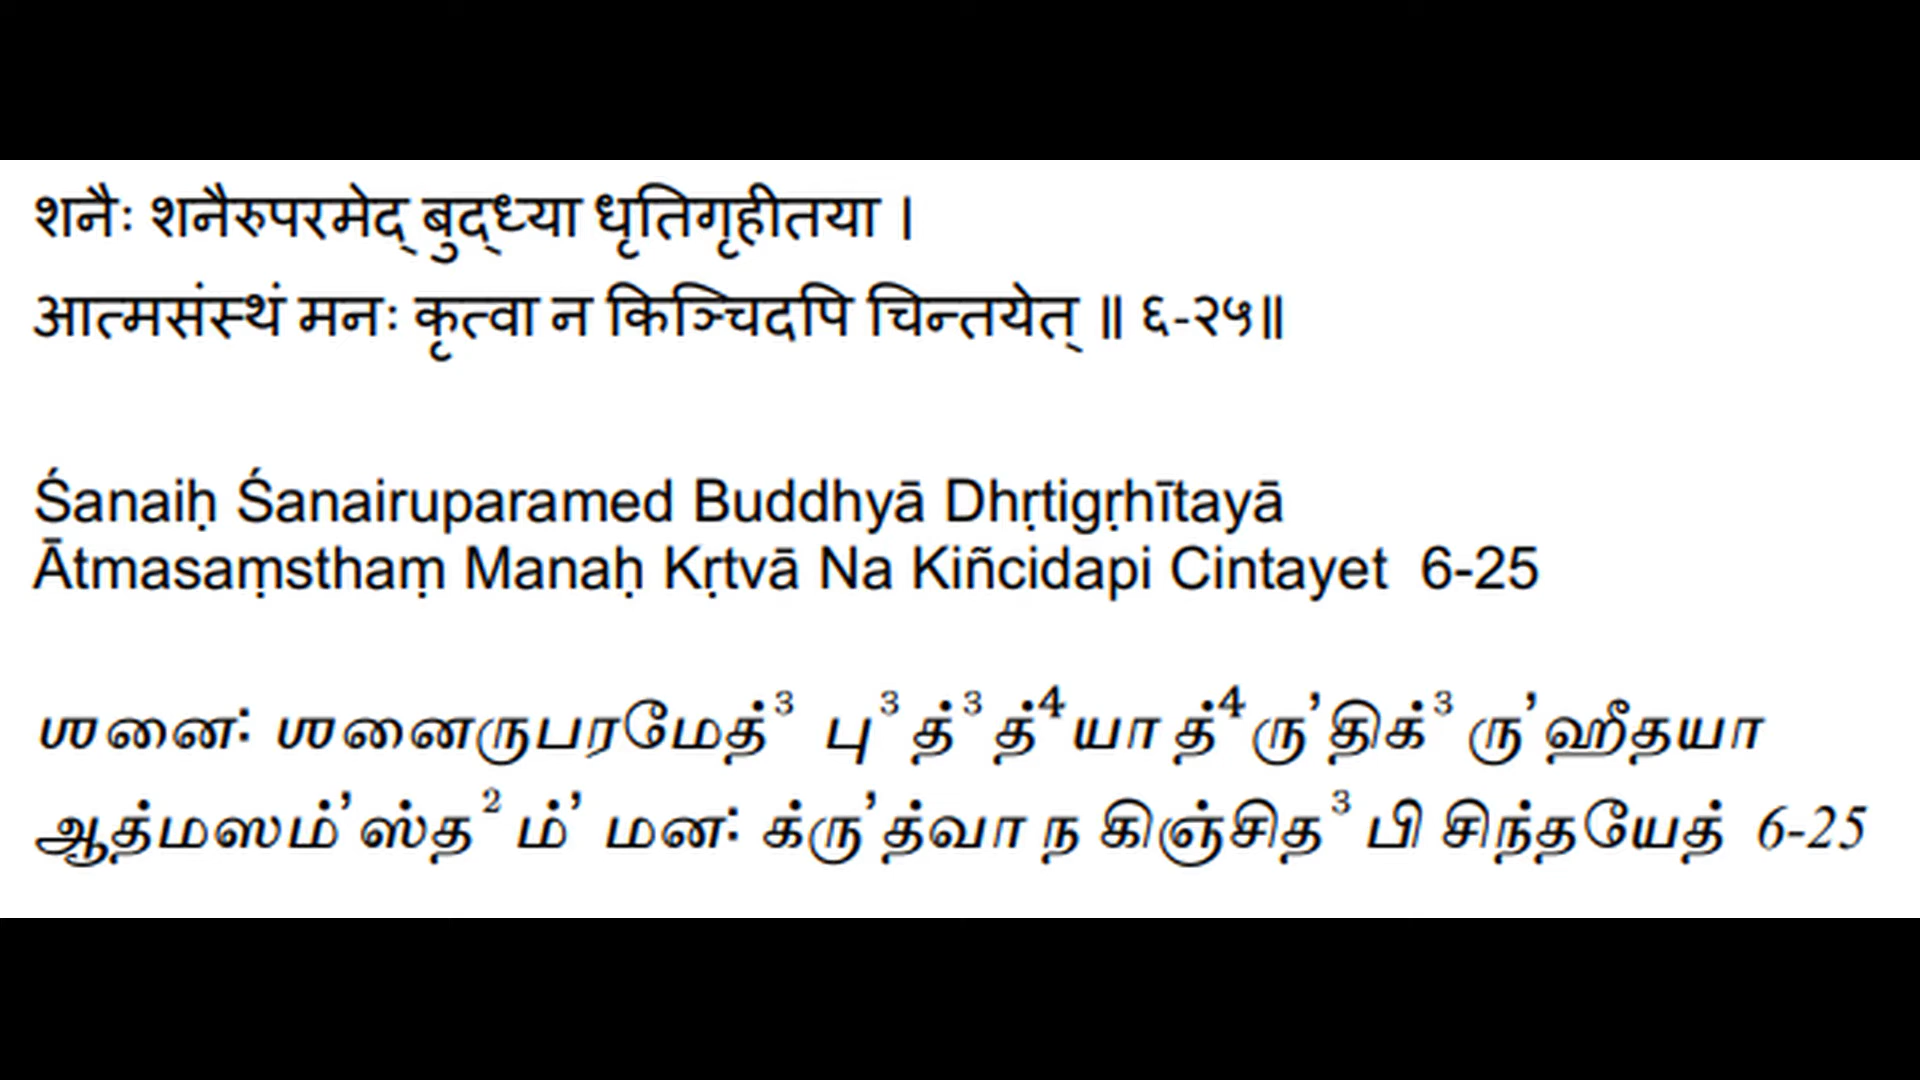 शनैः शनैरुपरमेद् बुद्ध्या धृतिगृहीतया ।
आत्मसंस्थं मनः कृत्वा न किञ्चिदपि चिन्तयेत् ॥ ६-२५॥
Śanaiḥ Śanairuparamed Buddhyā Dhṛtigṛhītayā
Ātmasaṃsthaṃ Manaḥ Kṛtvā Na Kiñcidapi Cintayet 6-25
ஶனை꞉ ஶனைருபரமேத்³ பு³த்³த்⁴யா த்⁴ரு’திக்³ரு’ஹீதயா
ஆத்மஸம்’ஸ்த²ம்’ மன꞉ க்ரு’த்வா ந கிஞ்சித³பி சிந்தயேத் 6-25